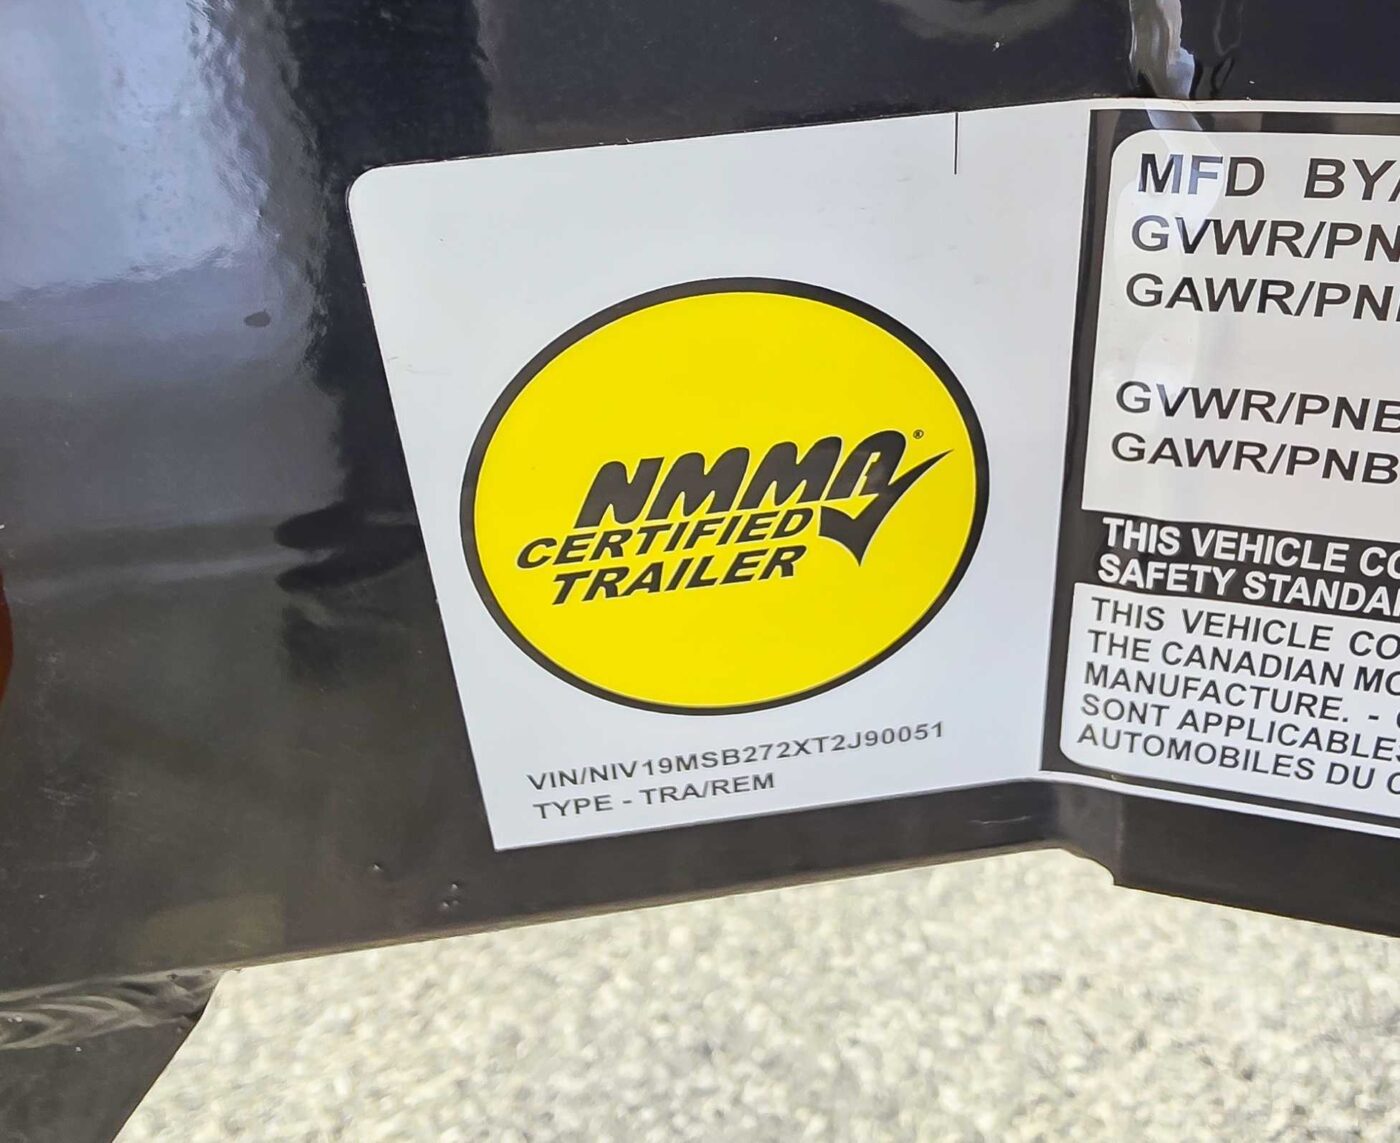 NMMA®
CERTIFIED
TRAILER
VIN/NIV19MSB272XT2J90051
TYPE - TRA/REM
MFD BY/
GVWR/PN
GAWR/PN
GVWR/PNB
GAWR/PNB
THIS VEHICLE CO
SAFETY STANDA
THIS VEHICLE CO
THE CANADIAN MO
MANUFACTURE. -
SONT APPLICABLES
AUTOMOBILES DU C